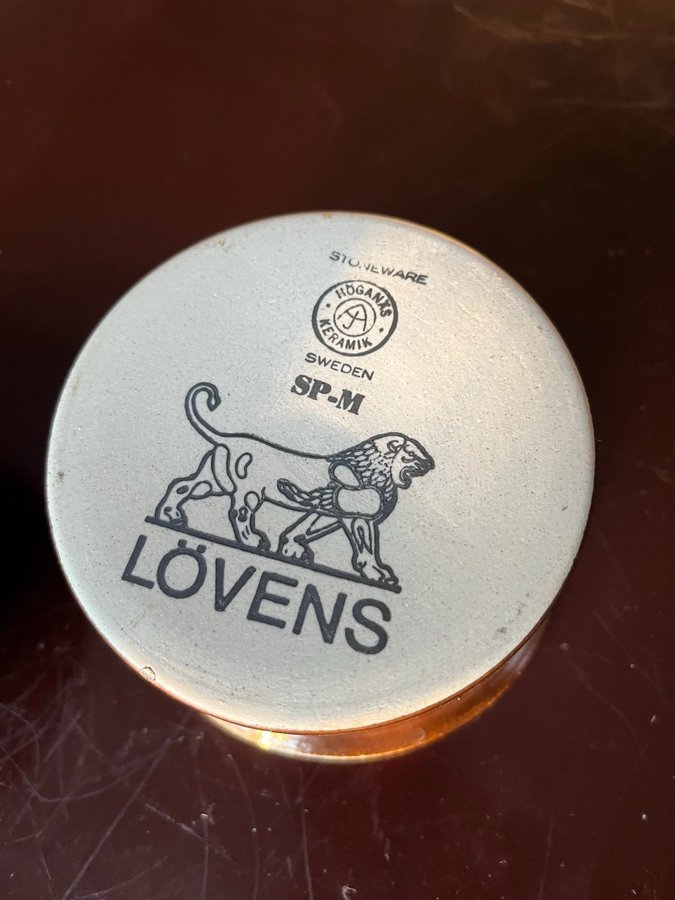 STONEWARE
HÖGANÄS
KERAMIK
SWEDEN
SP-M
LÖVENS